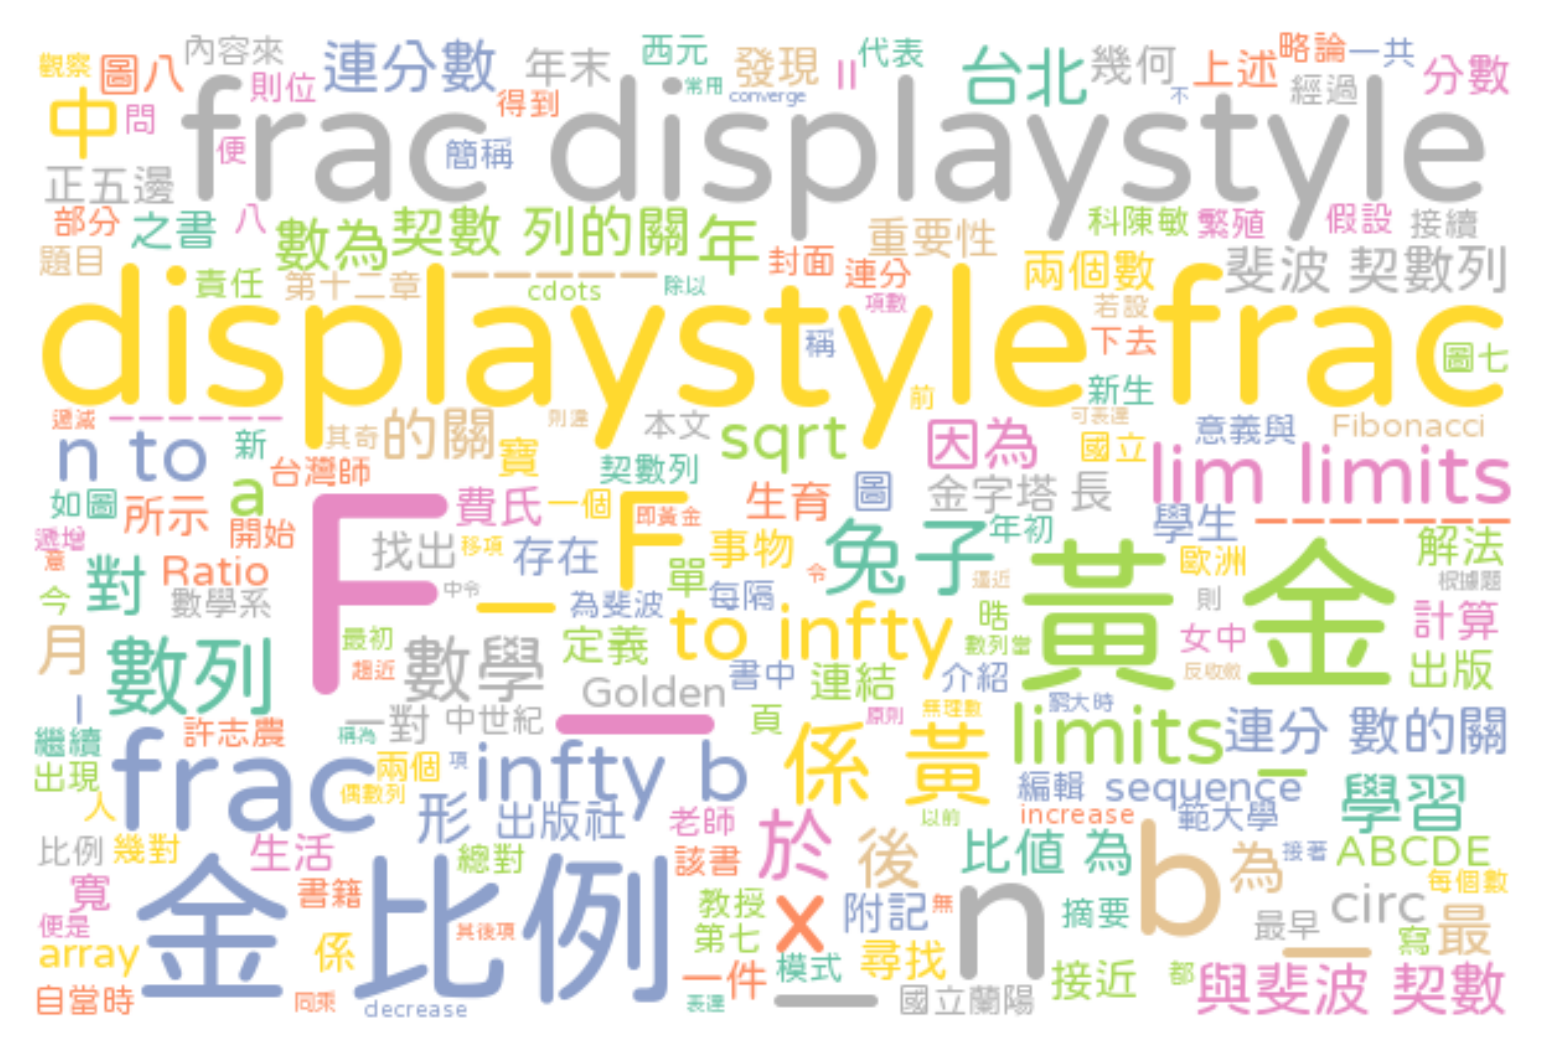 觀察 圖八 內容來 連分數 年末 西元 發現 || 代表 台北 幾何 上述 略論 一共 分數
中 問 則位 得到 常用 converge 不 經過
frac displaystyle
便 簡稱
正五邊
部分 之書 八 數為 契數 列的關 年 重要性 科陳敏 繁殖 假設 接續
題目 責任 第十二章 封面 連分 兩個數 斐波 契數列
cdots 除以 項數 若設
displaystyle frac
稱 下去 圖七
前 新生
遞減 其奇 的關 則達 本文 sqrt 因為 可表達 國立 意義與 Fibonacci
n to 新 台灣師 寶 契數列 lim limits
如圖 所示 a 開始 費氏 一個 F 即黃金 生育 圖 金字塔 長 學生
遞增 意 Ratio F 找出 移項 存在 單 事物 兔子 年初 歐洲 解法
今 對 數學系 中令 為斐波 每隔 令 逼近 黃金 則 根據題
月 數列 最初 趨近 數學 定義 to infty 晧 數列當 女中 計算
Golden 書中 連結 介紹 反收斂 出版
l 許志農 一對 中世紀 頁 原則 無理數 窮大時 limits 連分 數的關
繼續 frac 稱為 兩個 項 infty b 係 黃
出現 人 偶數列 形 出版社 老師 於 以前 編輯 sequence 學習
increase 範大學
比例 幾對 生活 總對 該書 後 比值 為 b 為 接著 ABCDE
寬 金 書籍 比例 教授 x 附記 無 n 摘要 最早 circ 每個數
便是 array 係 其後項 第七 尋找 寫 最
一件 模式 接近 都 與斐波 契數
自當時 同乘 decrease 表達 國立蘭陽